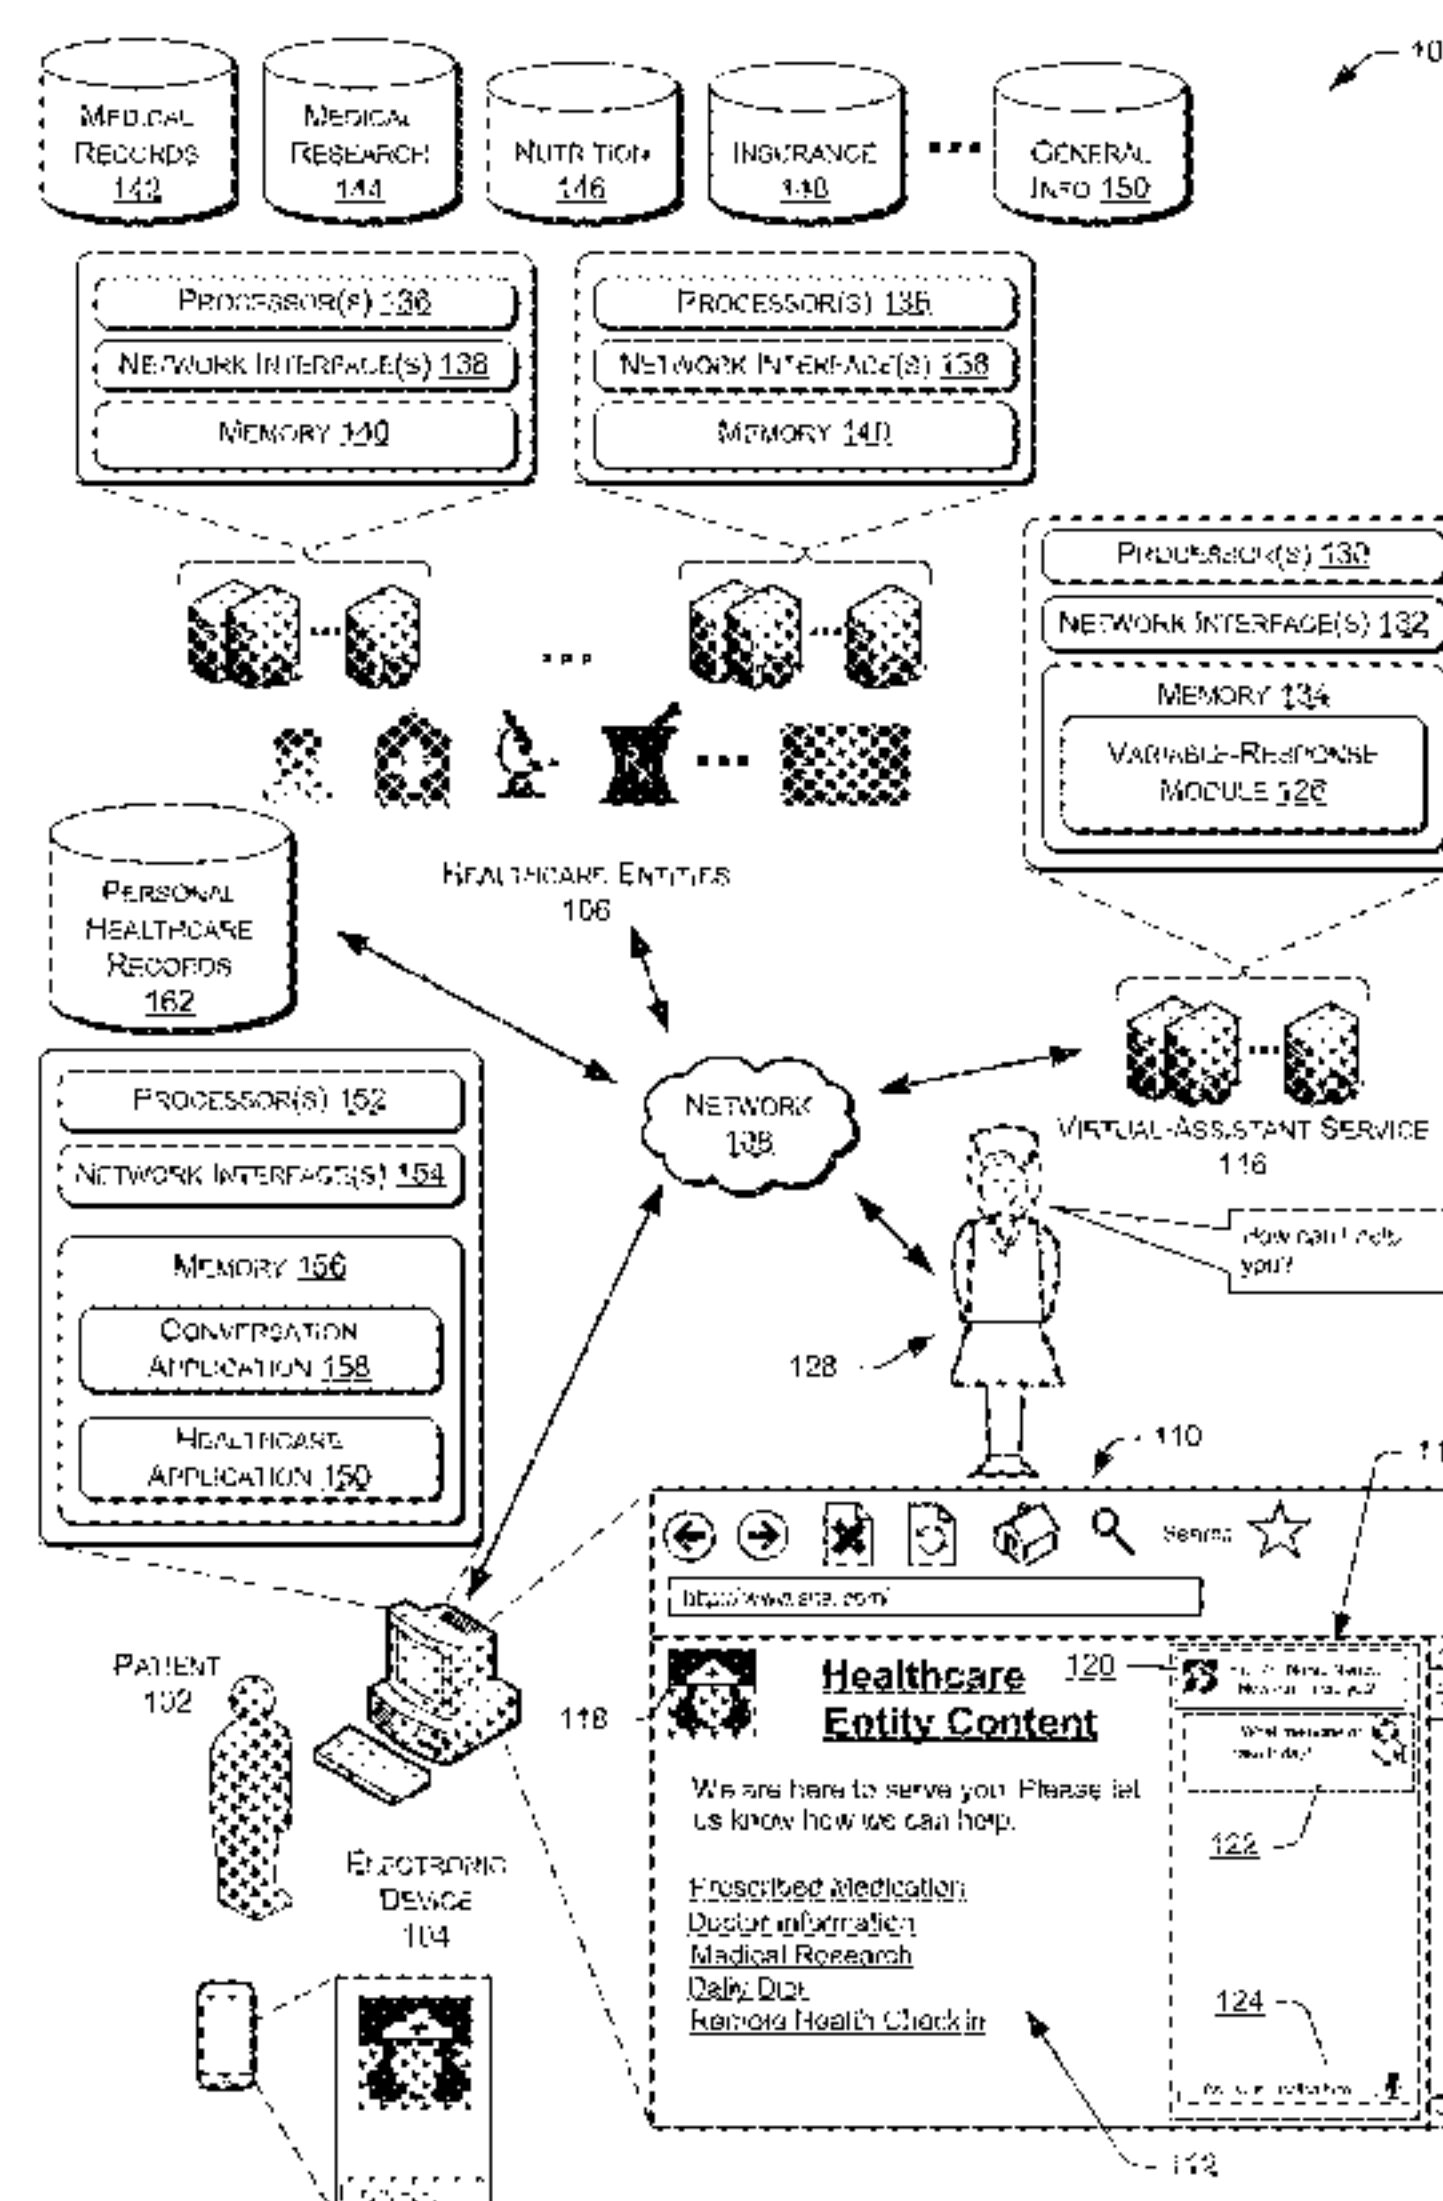 MEDICAL
RECORDS
142
MEDICAL
RESEARCH
144
NUTRITION
146
INSURANCE
148
GENERAL
INFO 150
PROCESSOR(S) 136
NETWORK INTERFACE(S) 138
MEMORY 140
PROCESSOR(S) 136
NETWORK INTERFACE(S) 138
MEMORY 140
PROCESSOR(S) 130
NETWORK INTERFACE(S) 132
MEMORY 134
VARIABLE-RESPONSE
MODULE 126
HEALTHCARE ENTITIES
106
PERSONAL
HEALTHCARE
RECORDS
162
NETWORK
108
VIRTUAL-ASSISTANT SERVICE
116
How can I help
you?
128
PROCESSOR(S) 152
NETWORK INTERFACE(S) 154
MEMORY 156
CONVERSATION
APPLICATION 158
HEALTHCARE
APPLICATION 160
110
Search
http://www.site.com/
PATIENT
102
ELECTRONIC
DEVICE
104
118
Healthcare
Entity Content
120
We are here to serve you. Please let
us know how we can help.
Prescribed Medication
Doctor information
Medical Research
Daily Diet
Remote Health Check in
122
124
112